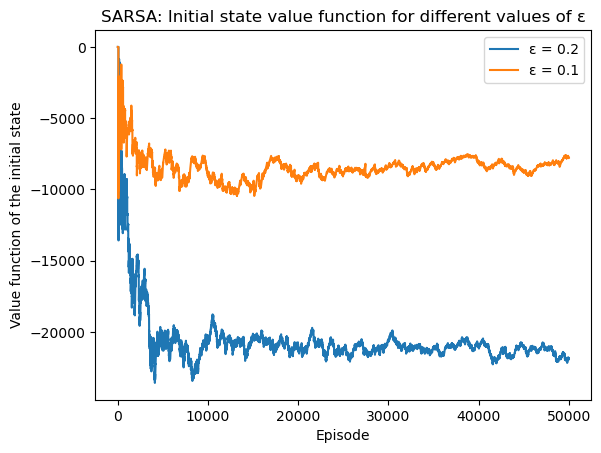 SARSA: Initial state value function for different values of ε
ε = 0.2
ε = 0.1
0
−5000
−10000
−15000
−20000
Value function of the initial state
0
10000
20000
30000
40000
50000
Episode